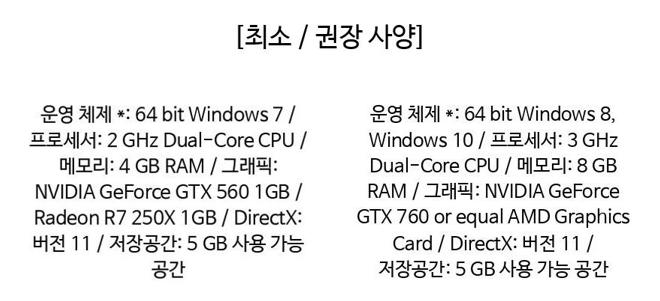 [최소 / 권장 사양]
운영 체제 *: 64 bit Windows 7 /
프로세서: 2 GHz Dual-Core CPU /
메모리: 4 GB RAM / 그래픽:
NVIDIA GeForce GTX 560 1GB /
Radeon R7 250X 1GB / DirectX:
버전 11 / 저장공간: 5 GB 사용 가능
공간
운영 체제 *: 64 bit Windows 8,
Windows 10 / 프로세서: 3 GHz
Dual-Core CPU / 메모리: 8 GB
RAM / 그래픽: NVIDIA GeForce
GTX 760 or equal AMD Graphics
Card / DirectX: 버전 11 /
저장공간: 5 GB 사용 가능 공간